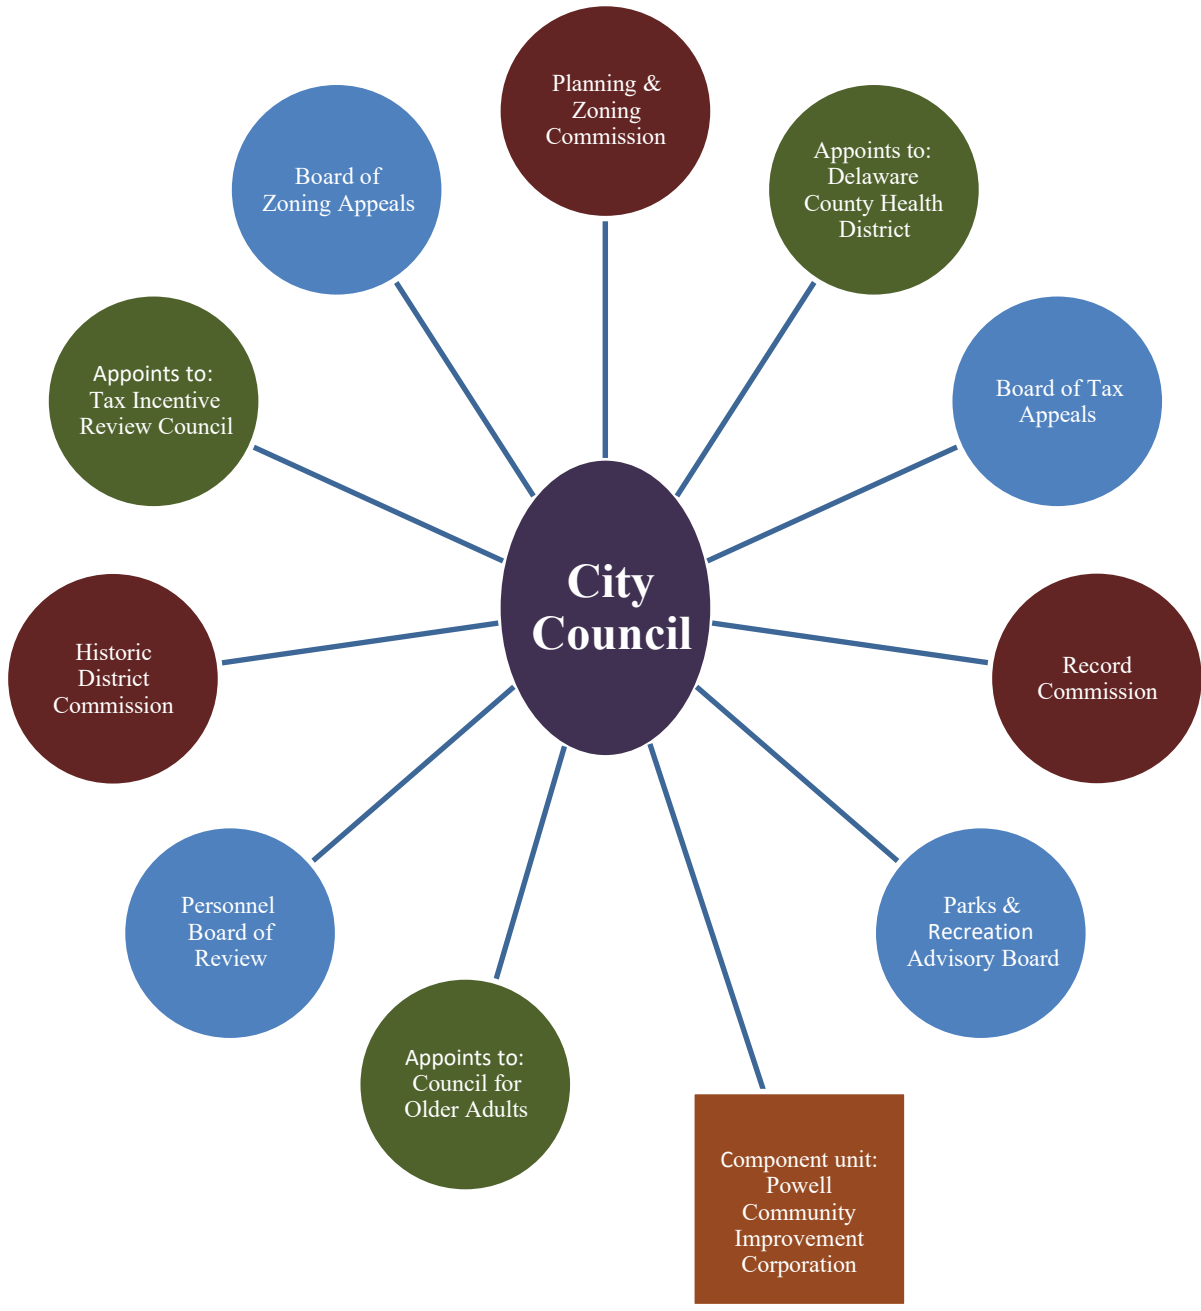 Planning &
Zoning
Commission
Appoints to:
Delaware
County Health
District
Board of
Zoning Appeals
Board of Tax
Appeals
Appoints to:
Tax Incentive
Review Council
City
Council
Historic
District
Commission
Record
Commission
Personnel
Board of
Review
Parks &
Recreation
Advisory Board
Appoints to:
Council for
Older Adults
Component unit:
Powell
Community
Improvement
Corporation